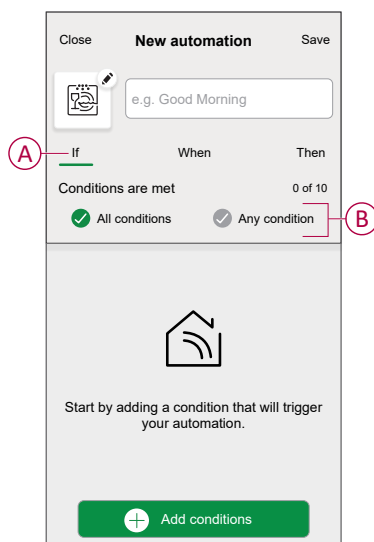 Close New automation Save
e.g. Good Morning
A If When Then
Conditions are met 0 of 10
All conditions Any condition B
Start by adding a condition that will trigger
your automation.
Add conditions